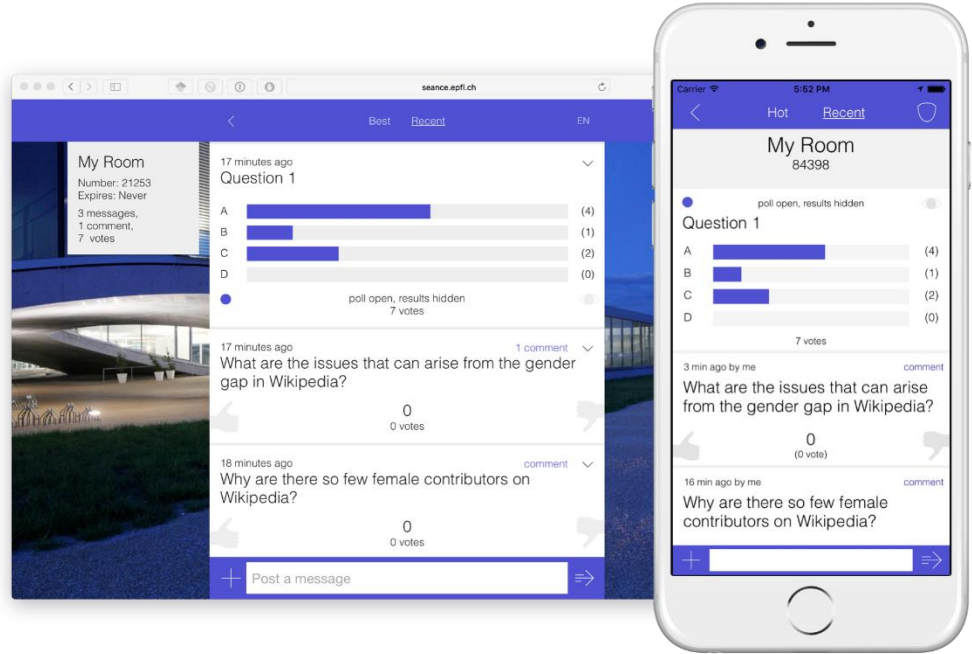 seance.epfl.ch
Best Recent EN
My Room
Number: 21253
Expires: Never
3 messages,
1 comment,
7 votes
17 minutes ago
Question 1
A (4)
B (1)
C (2)
D (0)
poll open, results hidden
7 votes
17 minutes ago 1 comment
What are the issues that can arise from the gender
gap in Wikipedia?
0
0 votes
18 minutes ago comment
Why are there so few female contributors on
Wikipedia?
0
0 votes
Post a message
Carrier 5:52 PM
Hot Recent
My Room
84398
poll open, results hidden
Question 1
A (4)
B (1)
C (2)
D (0)
7 votes
3 min ago by me comment
What are the issues that can arise
from the gender gap in Wikipedia?
0
(0 vote)
16 min ago by me comment
Why are there so few female
contributors on Wikipedia?